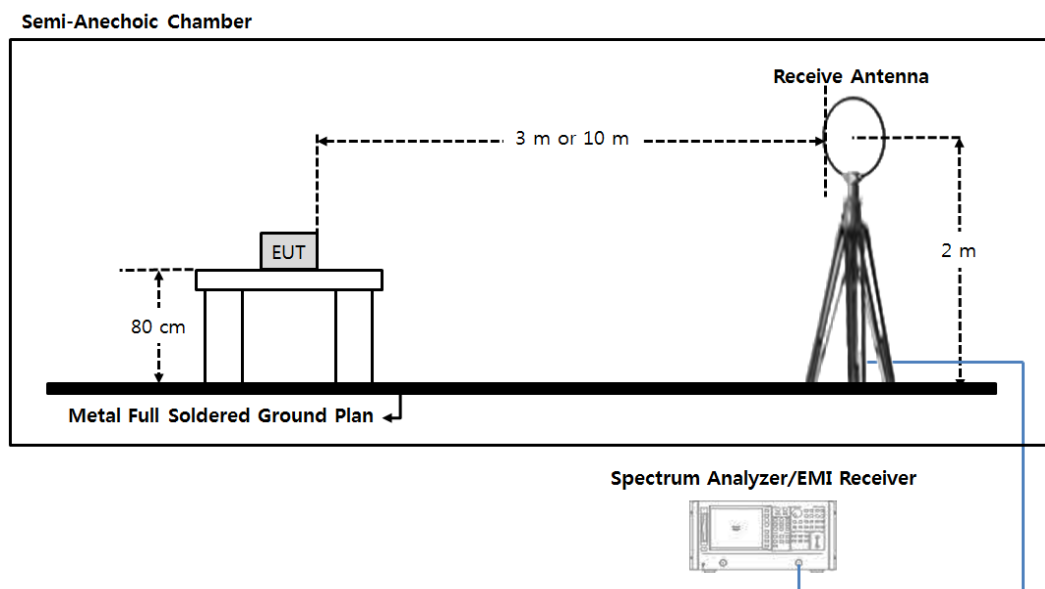 Semi-Anechoic Chamber
Receive Antenna
3 m or 10 m
EUT
2 m
80 cm
Metal Full Soldered Ground Plan
Spectrum Analyzer/EMI Receiver